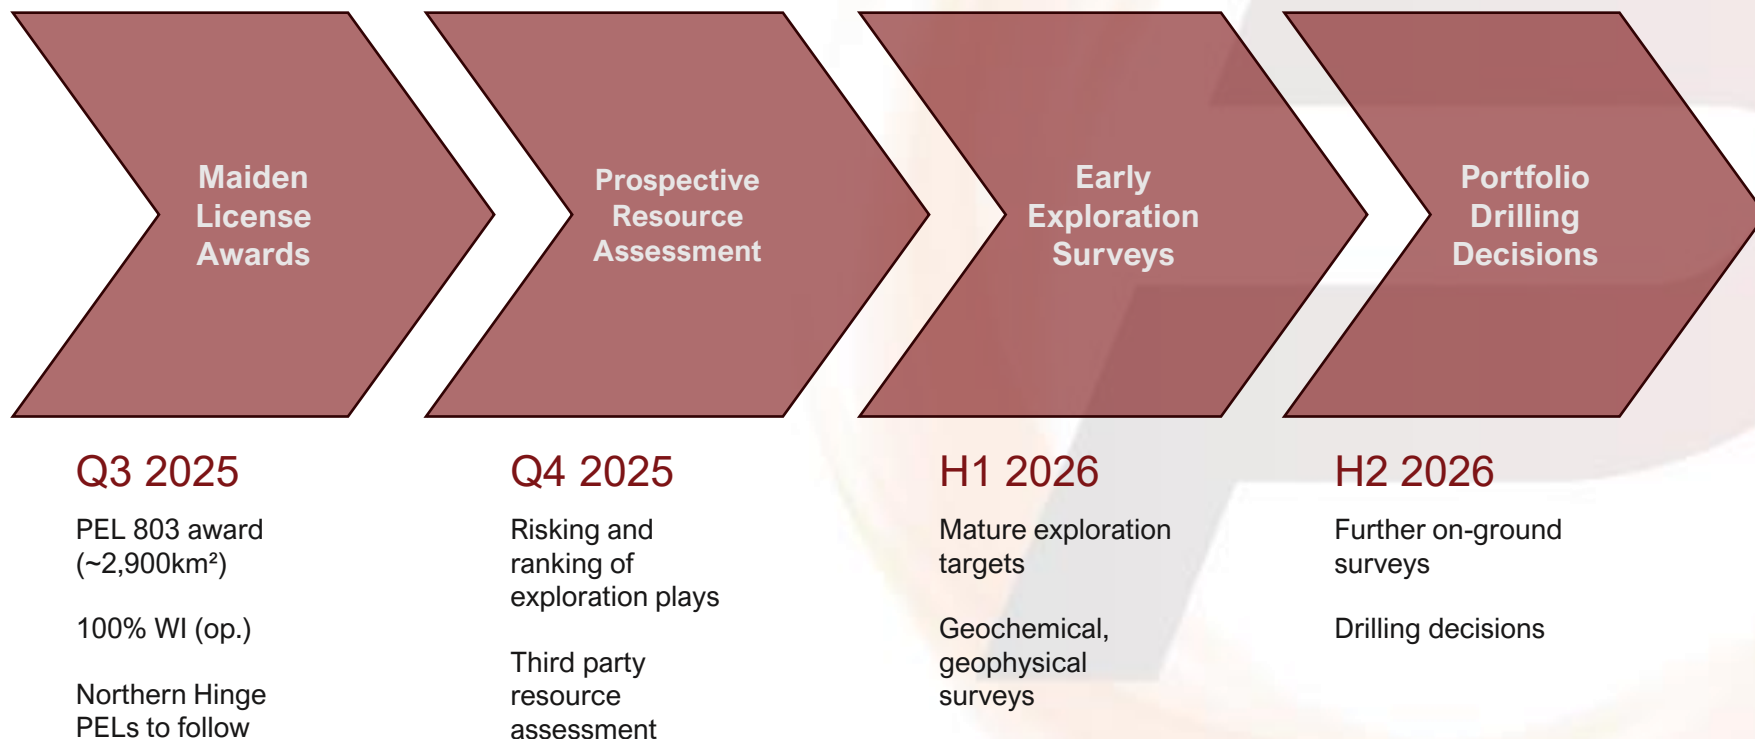 Maiden
License
Awards
Prospective
Resource
Assessment
Early
Exploration
Surveys
Portfolio
Drilling
Decisions
Q3 2025
PEL 803 award
(~2,900km²)
100% WI (op.)
Northern Hinge
PELs to follow
Q4 2025
Risking and
ranking of
exploration plays
Third party
resource
assessment
H1 2026
Mature exploration
targets
Geochemical,
geophysical
surveys
H2 2026
Further on-ground
surveys
Drilling decisions